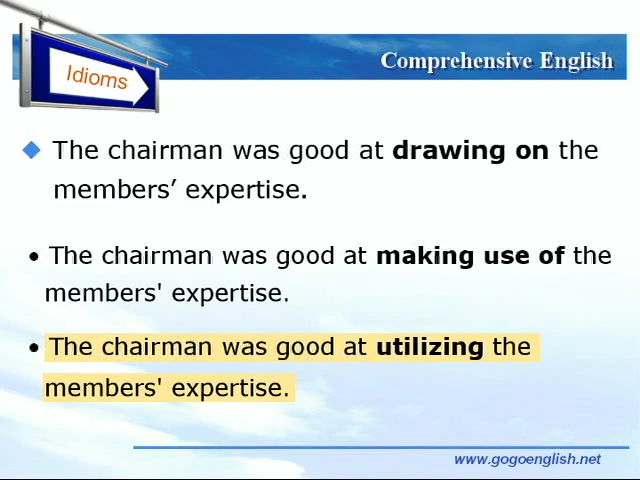 Idioms
Comprehensive English
The chairman was good at drawing on the
members’ expertise.
• The chairman was good at making use of the
members' expertise.
• The chairman was good at utilizing the
members' expertise.
www.gogoenglish.net